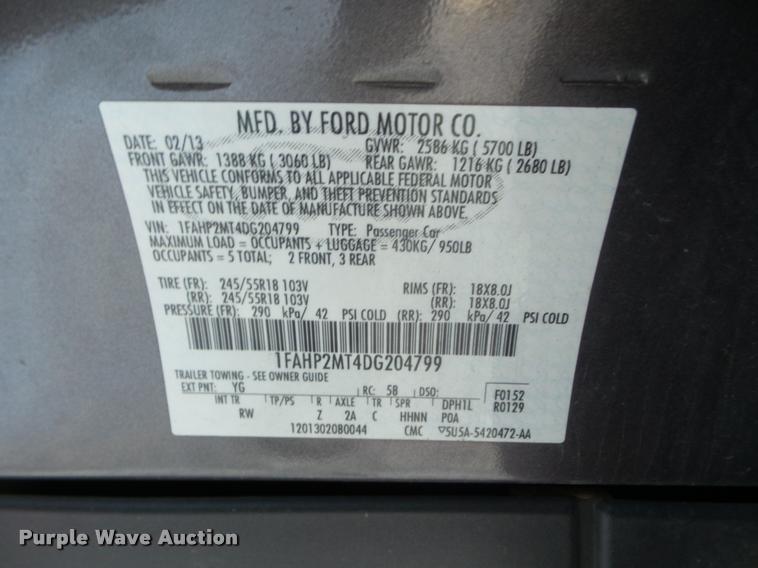 MFD. BY FORD MOTOR CO.
DATE: 02/13 GVWR: 2586 KG ( 5700 LB)
FRONT GAWR: 1388 KG ( 3060 LB) REAR GAWR: 1216 KG ( 2680 LB)
THIS VEHICLE CONFORMS TO ALL APPLICABLE FEDERAL MOTOR
VEHICLE SAFETY, BUMPER, AND THEFT PREVENTION STANDARDS
IN EFFECT ON THE DATE OF MANUFACTURE SHOWN ABOVE.
VIN: 1FAHP2MT4DG204799 TYPE: Passenger Car
MAXIMUM LOAD = OCCUPANTS + LUGGAGE = 430KG/ 950LB
OCCUPANTS = 5 TOTAL; 2 FRONT, 3 REAR
TIRE (FR): 245/55R18 103V RIMS (FR): 18X8.0J
(RR): 245/55R18 103V (RR): 18X8.0J
PRESSURE (FR): 290 kPa/ 42 PSI COLD (RR): 290 kPa/ 42 PSI COLD
1FAHP2MT4DG204799
TRAILER TOWING - SEE OWNER GUIDE
EXT PNT: YG RC: 58 DSO: F0152
INT TR TP/PS R AXLE TR SPR DPH1L R0129
RW Z 2A C HHNN POA
1201302080044 CMC ▽5U5A-5420472-AA
Purple Wave Auction